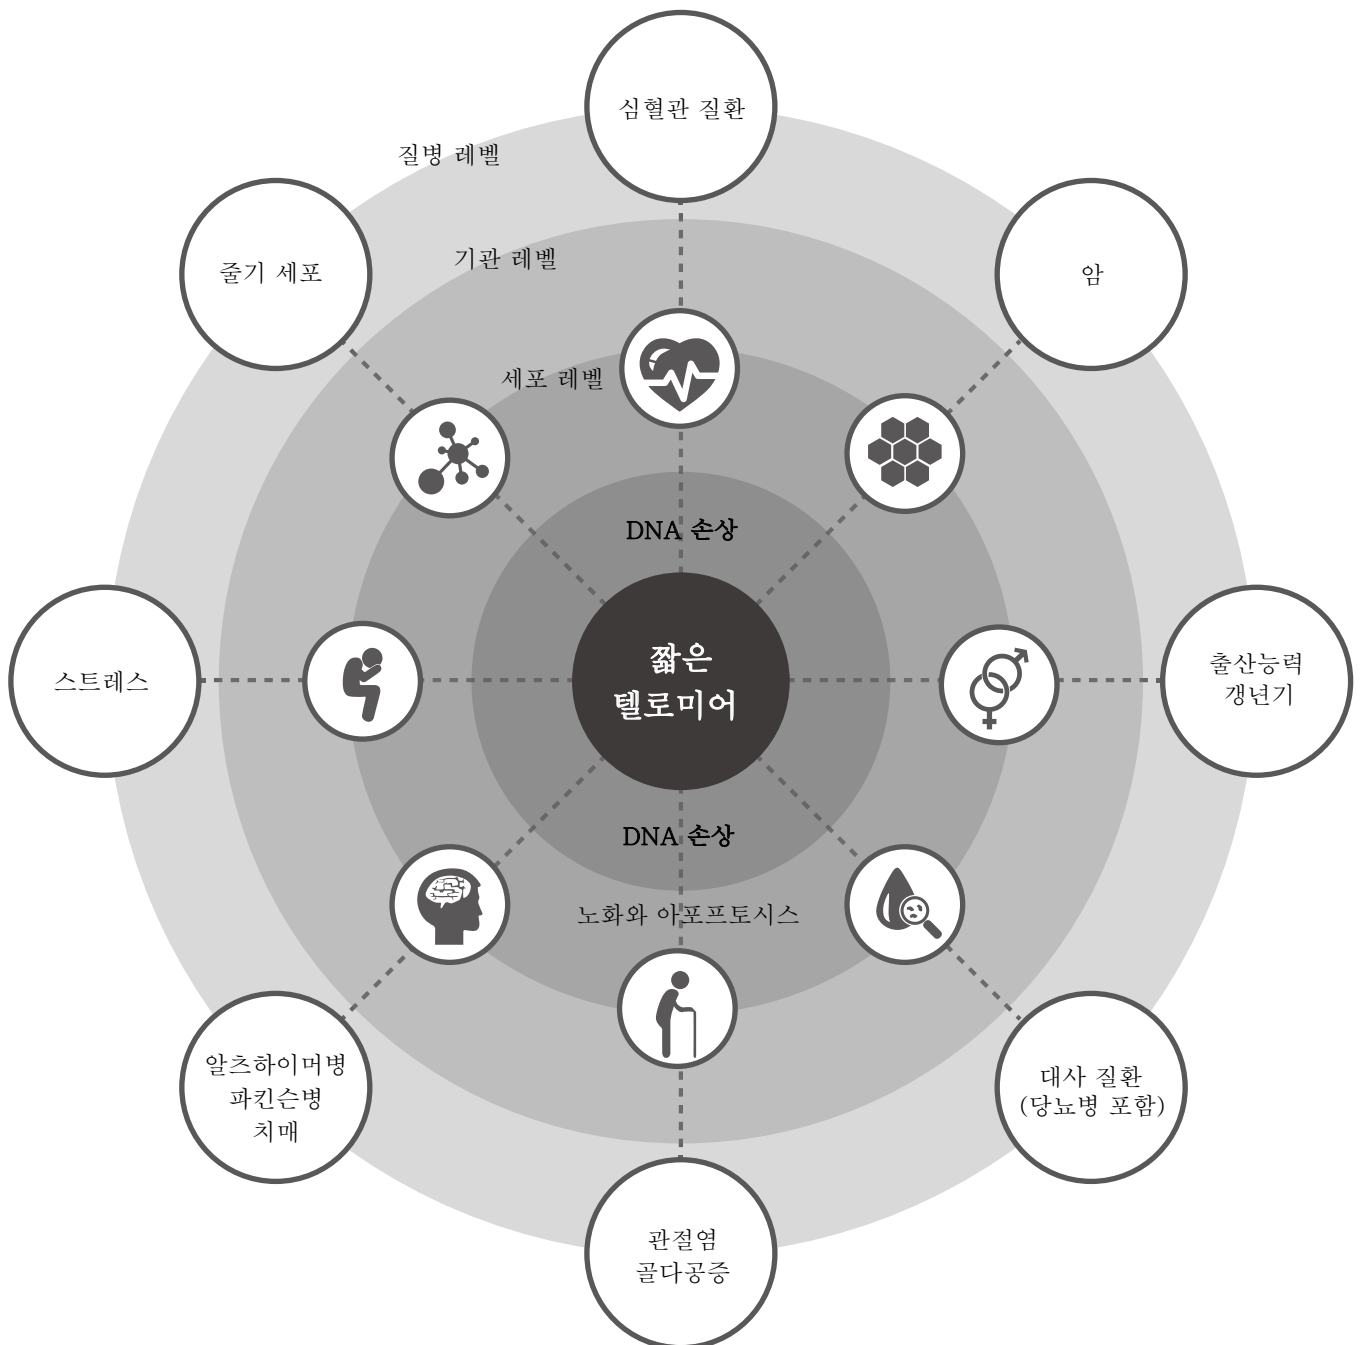 심혈관 질환
질병 레벨
기관 레벨
줄기 세포
암
세포 레벨
DNA 손상
짧은
텔로미어
스트레스
출산능력
갱년기
DNA 손상
노화와 아포프토시스
알츠하이머병
파킨슨병
치매
대사 질환
(당뇨병 포함)
관절염
골다공증